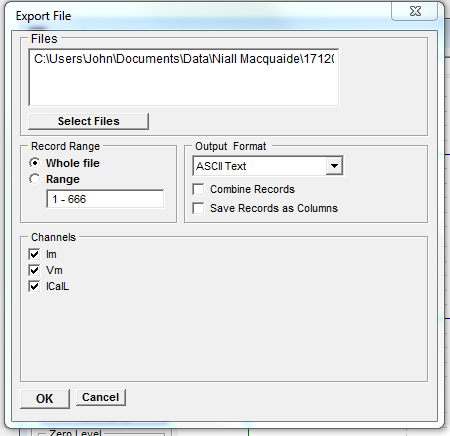 Export File
Files
C:\Users\John\Documents\Data\Niall Macquaide\17120
Select Files
Record Range
Whole file
Range
1 - 666
Output Format
ASCII Text
Combine Records
Save Records as Columns
Channels
Im
Vm
ICalL
OK
Cancel
Zero Level